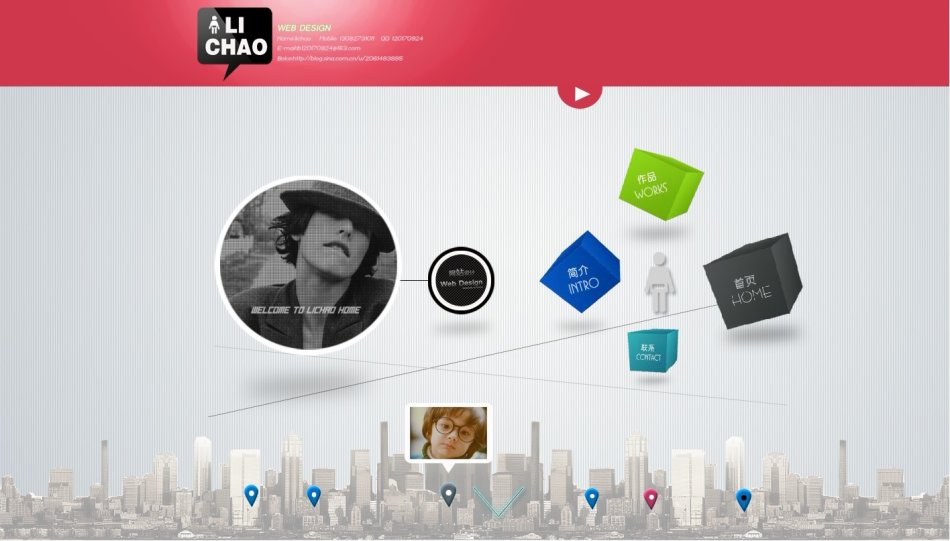 LI
CHAO
WEB DESIGN
Name:lichao Mobile: 13082731011 QQ: 120170824
E-mail:li120170824@163.com
Boke:http://blog.sina.com.cn/u/2061483885
作品
WORKS
简介
INTRO
首页
HOME
网站设计
Web Design
WELCOME TO LICHAO HOME
联系
CONTACT